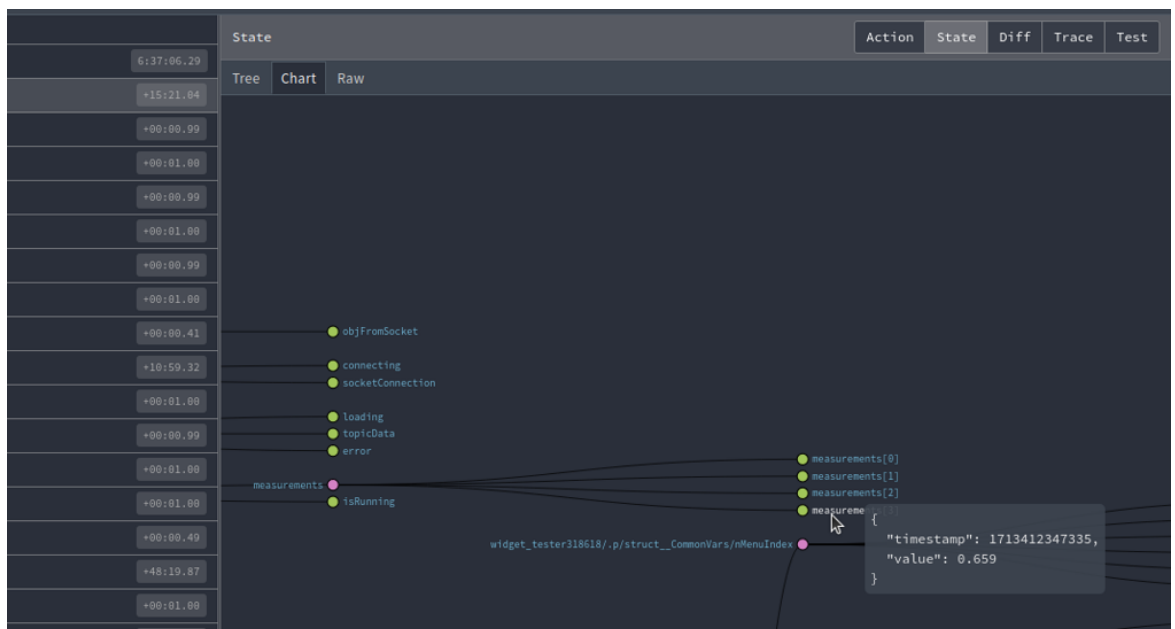 State
Action State Diff Trace Test
Tree Chart Raw
6:37:06.29
+15:21.04
+00:00.99
+00:01.00
+00:00.99
+00:01.00
+00:00.99
+00:01.00
+00:00.41
+10:59.32
+00:01.00
+00:00.99
+00:01.00
+00:01.00
+00:00.49
+48:19.87
+00:01.00
objFromSocket
connecting
socketConnection
loading
topicData
error
measurements
isRunning
measurements[0]
measurements[1]
measurements[2]
measurements[3]
widget_tester318618/.p/struct__CommonVars/nMenuIndex
{
"timestamp": 1713412347335,
"value": 0.659
}